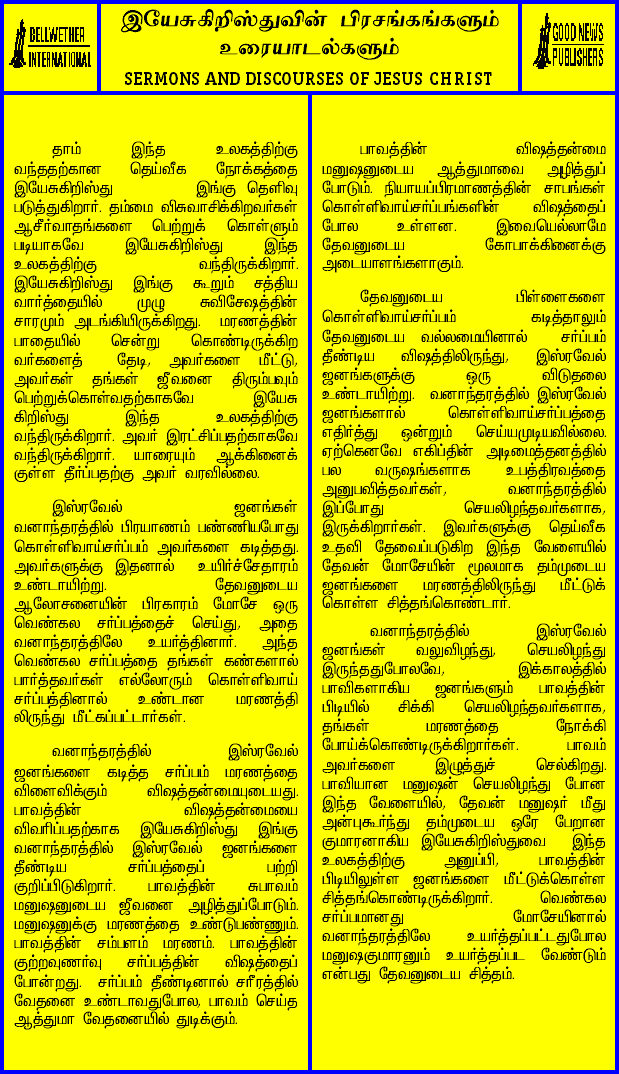 BELLWETHER
INTERNATIONAL
இயேசுகிறிஸ்துவின் பிரசங்கங்களும்
உரையாடல்களும்
SERMONS AND DISCOURSES OF JESUS CHRIST
GOOD NEWS
PUBLISHERS
தாம் இந்த உலகத்திற்கு
வந்ததற்கான தெய்வீக நோக்கத்தை
இயேசுகிறிஸ்து இங்கு தெளிவு
படுத்துகிறார். தம்மை விசுவாசிக்கிறவர்கள்
ஆசீர்வாதங்களை பெற்றுக் கொள்ளும்
படியாகவே இயேசுகிறிஸ்து இந்த
உலகத்திற்கு வந்திருக்கிறார்.
இயேசுகிறிஸ்து இங்கு கூறும் சத்திய
வார்த்தையில் முழு சுவிசேஷத்தின்
சாரமும் அடங்கியிருக்கிறது. மரணத்தின்
பாதையில் சென்று கொண்டிருக்கிற
வர்களைத் தேடி, அவர்களை மீட்டு,
அவர்கள் தங்கள் ஜீவனை திரும்பவும்
பெற்றுக்கொள்வதற்காகவே இயேசு
கிறிஸ்து இந்த உலகத்திற்கு
வந்திருக்கிறார். அவர் இரட்சிப்பதற்காகவே
வந்திருக்கிறார். யாரையும் ஆக்கினைக்
குள்ள தீர்ப்பதற்கு அவர் வரவில்லை.
இஸ்ரவேல் ஜனங்கள்
வனாந்தரத்தில் பிரயாணம் பண்ணியபோது
கொள்ளிவாய்சர்ப்பம் அவர்களை கடித்தது.
அவர்களுக்கு இதனால் உயிர்ச்சேதாரம்
உண்டாயிற்று. தேவனுடைய
ஆலோசனையின் பிரகாரம் மோசே ஒரு
வெண்கல சர்ப்பத்தைச் செய்து, அதை
வனாந்தரத்திலே உயர்த்தினார். அந்த
வெண்கல சர்ப்பத்தை தங்கள் கண்களால்
பார்த்தவர்கள் எல்லோரும் கொள்ளிவாய்
சர்ப்பத்தினால் உண்டான மரணத்தி
லிருந்து மீட்கப்பட்டார்கள்.
வனாந்தரத்தில் இஸ்ரவேல்
ஜனங்களை கடித்த சர்ப்பம் மரணத்தை
விளைவிக்கும் விஷத்தன்மையுடையது.
பாவத்தின் விஷத்தன்மையை
விவரிப்பதற்காக இயேசுகிறிஸ்து இங்கு
வனாந்தரத்தில் இஸ்ரவேல் ஜனங்களை
தீண்டிய சர்ப்பத்தைப் பற்றி
குறிப்பிடுகிறார். பாவத்தின் சுபாவம்
மனுஷனுடைய ஜீவனை அழித்துப்போடும்.
மனுஷனுக்கு மரணத்தை உண்டுபண்ணும்.
பாவத்தின் சம்பளம் மரணம். பாவத்தின்
குற்றவுணர்வு சர்ப்பத்தின் விஷத்தைப்
போன்றது. சர்ப்பம் தீண்டினால் சரீரத்தில்
வேதனை உண்டாவதுபோல, பாவம் செய்த
ஆத்துமா வேதனையில் துடிக்கும்.
பாவத்தின் விஷத்தன்மை
மனுஷனுடைய ஆத்துமாவை அழித்துப்
போடும். நியாயப்பிரமாணத்தின் சாபங்கள்
கொள்ளிவாய்சர்ப்பங்களின் விஷத்தைப்
போல உள்ளன. இவையெல்லாமே
தேவனுடைய கோபாக்கினைக்கு
அடையாளங்களாகும்.
தேவனுடைய பிள்ளைகளை
கொள்ளிவாய்சர்ப்பம் கடித்தாலும்
தேவனுடைய வல்லமையினால் சர்ப்பம்
தீண்டிய விஷத்திலிருந்து, இஸ்ரவேல்
ஜனங்களுக்கு ஒரு விடுதலை
உண்டாயிற்று. வனாந்தரத்தில் இஸ்ரவேல்
ஜனங்களால் கொள்ளிவாய்சர்ப்பத்தை
எதிர்த்து ஒன்றும் செய்யமுடியவில்லை.
ஏற்கெனவே எகிப்தின் அடிமைத்தனத்தில்
பல வருஷங்களாக உபத்திரவத்தை
அனுபவித்தவர்கள், வனாந்தரத்தில்
இப்போது செயலிழந்தவர்களாக,
இருக்கிறார்கள். இவர்களுக்கு தெய்வீக
உதவி தேவைப்படுகிற இந்த வேளையில்
தேவன் மோசேயின் மூலமாக தம்முடைய
ஜனங்களை மரணத்திலிருந்து மீட்டுக்
கொள்ள சித்தங்கொண்டார்.
வனாந்தரத்தில் இஸ்ரவேல்
ஜனங்கள் வலுவிழந்து, செயலிழந்து
இருந்ததுபோலவே, இக்காலத்தில்
பாவிகளாகிய ஜனங்களும் பாவத்தின்
பிடியில் சிக்கி செயலிழந்தவர்களாக,
தங்கள் மரணத்தை நோக்கி
போய்க்கொண்டிருக்கிறார்கள். பாவம்
அவர்களை இழுத்துச் செல்கிறது.
பாவியான மனுஷன் செயலிழந்து போன
இந்த வேளையில், தேவன் மனுஷர் மீது
அன்புகூர்ந்து தம்முடைய ஒரே பேறான
குமாரனாகிய இயேசுகிறிஸ்துவை இந்த
உலகத்திற்கு அனுப்பி, பாவத்தின்
பிடியிலுள்ள ஜனங்களை மீட்டுக்கொள்ள
சித்தங்கொண்டிருக்கிறார். வெண்கல
சர்ப்பமானது மோசேயினால்
வனாந்தரத்திலே உயர்த்தப்பட்டதுபோல
மனுஷகுமாரனும் உயர்த்தப்பட வேண்டும்
என்பது தேவனுடைய சித்தம்.